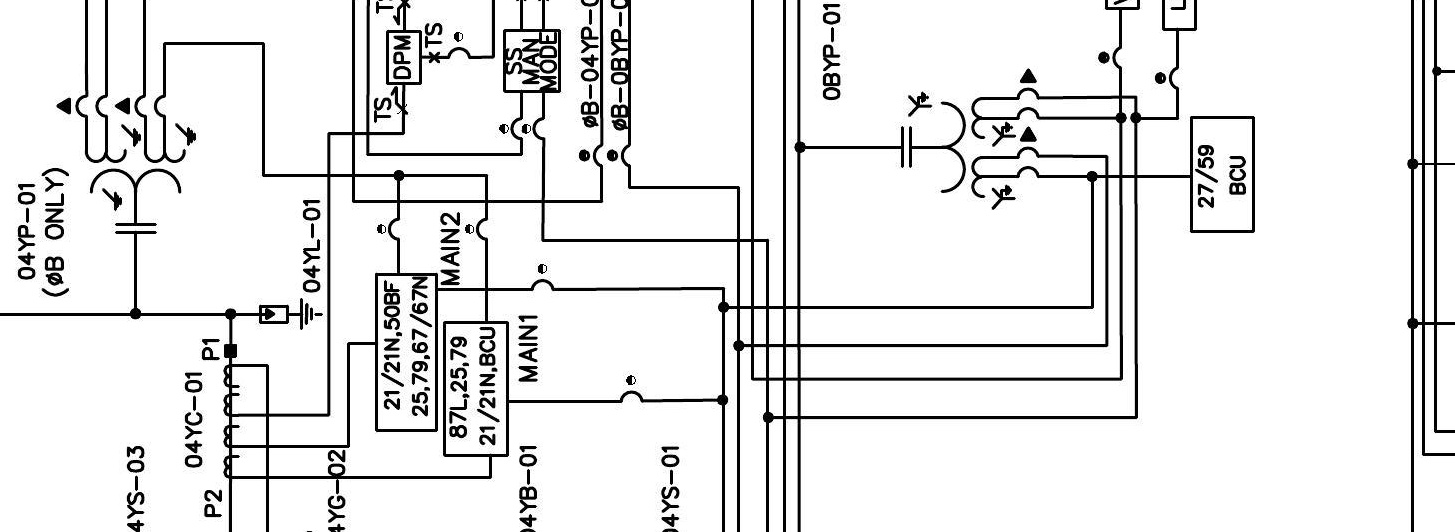 TS
DPM
TS
TS
SS
MAN
MODE
ØB-04YP-0
ØB-0BYP-0
0BYP-01
27/59
BCU
04YP-01
(ØB ONLY)
04YL-01
MAIN2
21/21N,50BF
25,79,67/67N
87L,25,79
21/21N,BCU
MAIN1
P1
04YC-01
P2
4YS-03
4YG-02
04YB-01
04YS-01